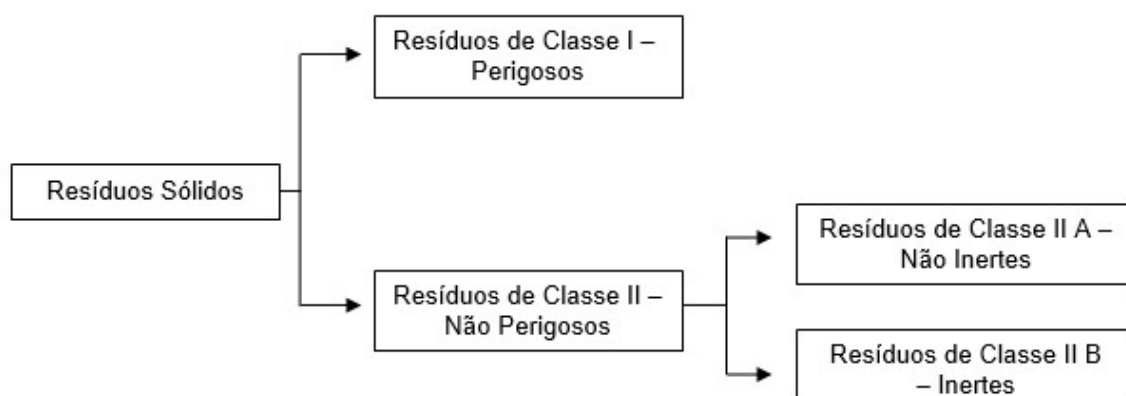 Resíduos de Classe I –
Perigosos
Resíduos Sólidos
Resíduos de Classe II –
Não Perigosos
Resíduos de Classe II A –
Não Inertes
Resíduos de Classe II B
– Inertes